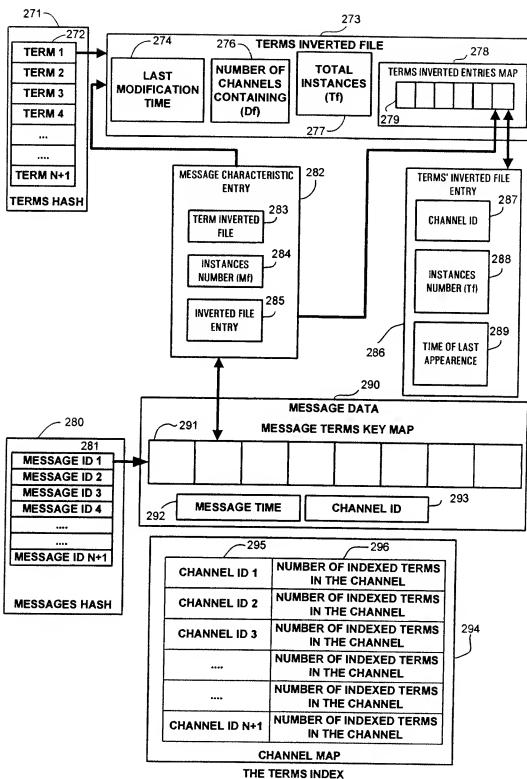 271
272
TERM 1
TERM 2
TERM 3
TERM 4
...
....
TERM N+1
TERMS HASH
273
TERMS INVERTED FILE
274
LAST
MODIFICATION
TIME
276
NUMBER OF
CHANNELS
CONTAINING (Df)
TOTAL
INSTANCES
(Tf)
277
278
TERMS INVERTED ENTRIES MAP
279
MESSAGE CHARACTERISTIC
ENTRY
282
283
TERM INVERTED
FILE
284
INSTANCES
NUMBER (Mf)
285
INVERTED FILE
ENTRY
TERMS' INVERTED FILE
ENTRY
287
CHANNEL ID
288
INSTANCES
NUMBER (Tf)
289
286
TIME OF LAST
APPEARENCE
290
MESSAGE DATA
MESSAGE TERMS KEY MAP
291
292
MESSAGE TIME
CHANNEL ID
293
280
281
MESSAGE ID 1
MESSAGE ID 2
MESSAGE ID 3
MESSAGE ID 4
....
....
MESSAGE ID N+1
MESSAGES HASH
295
296
CHANNEL ID 1
NUMBER OF INDEXED TERMS
IN THE CHANNEL
CHANNEL ID 2
NUMBER OF INDEXED TERMS
IN THE CHANNEL
CHANNEL ID 3
NUMBER OF INDEXED TERMS
IN THE CHANNEL
....
NUMBER OF INDEXED TERMS
IN THE CHANNEL
....
NUMBER OF INDEXED TERMS
IN THE CHANNEL
CHANNEL ID N+1
NUMBER OF INDEXED TERMS
IN THE CHANNEL
294
CHANNEL MAP
THE TERMS INDEX